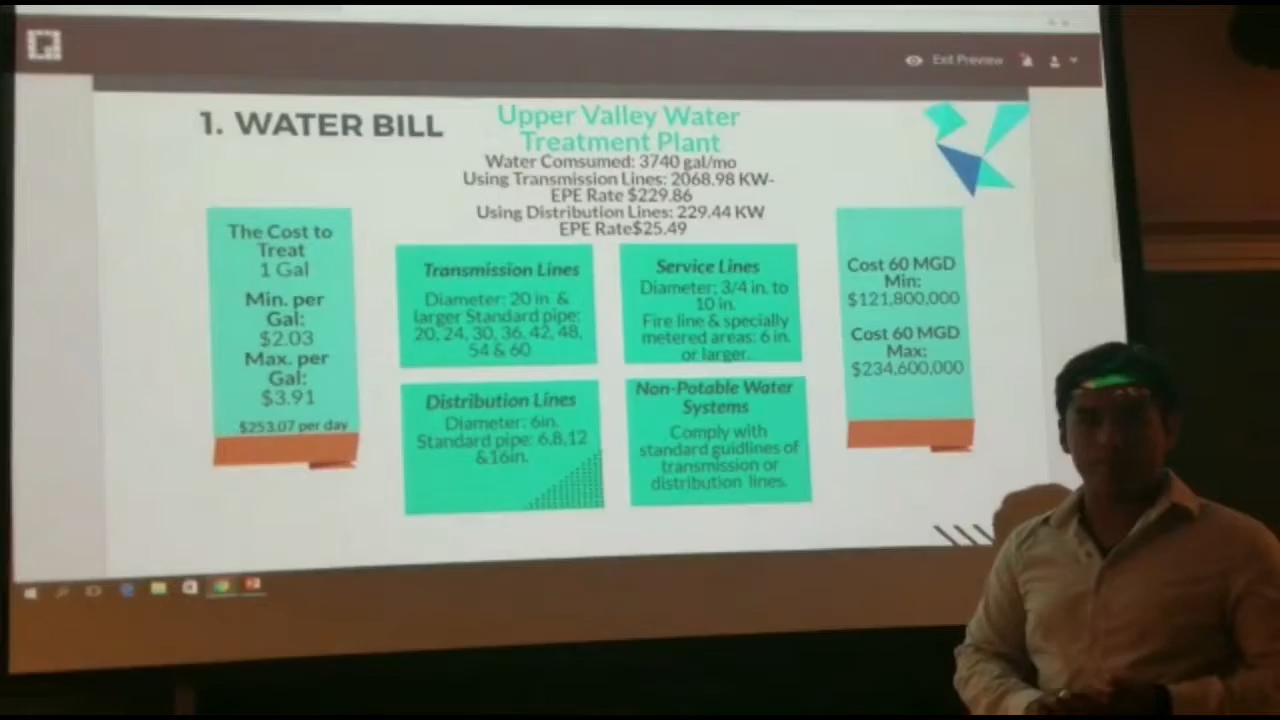 Exit Preview
1. WATER BILL
Upper Valley Water
Treatment Plant
Water Comsumed: 3740 gal/mo
Using Transmission Lines: 2068.98 KW-
EPE Rate $229.86
Using Distribution Lines: 229.44 KW
EPE Rate$25.49
The Cost to
Treat
1 Gal
Min. per
Gal:
$2.03
Max. per
Gal:
$3.91
$253.07 per day
Transmission Lines
Diameter: 20 in. &
larger Standard pipe:
20, 24, 30, 36, 42, 48,
54 & 60
Service Lines
Diameter: 3/4 in. to
10 in.
Fire line & specially
metered areas: 6 in.
or larger.
Distribution Lines
Diameter: 6in.
Standard pipe: 6,8,12
&16in.
Non-Potable Water
Systems
Comply with
standard guidlines of
transmission or
distribution lines.
Cost 60 MGD
Min:
$121,800,000
Cost 60 MGD
Max:
$234,600,000